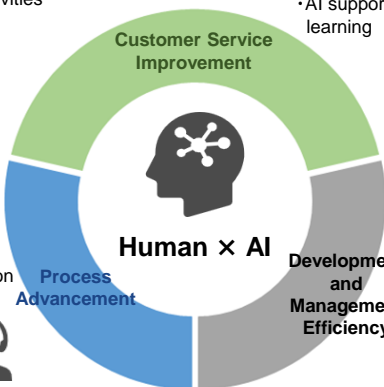 ・AI suppor
learning
Customer Service
Improvement
Human × AI
Process
Advancement
Developme
and
Manageme
Efficiency